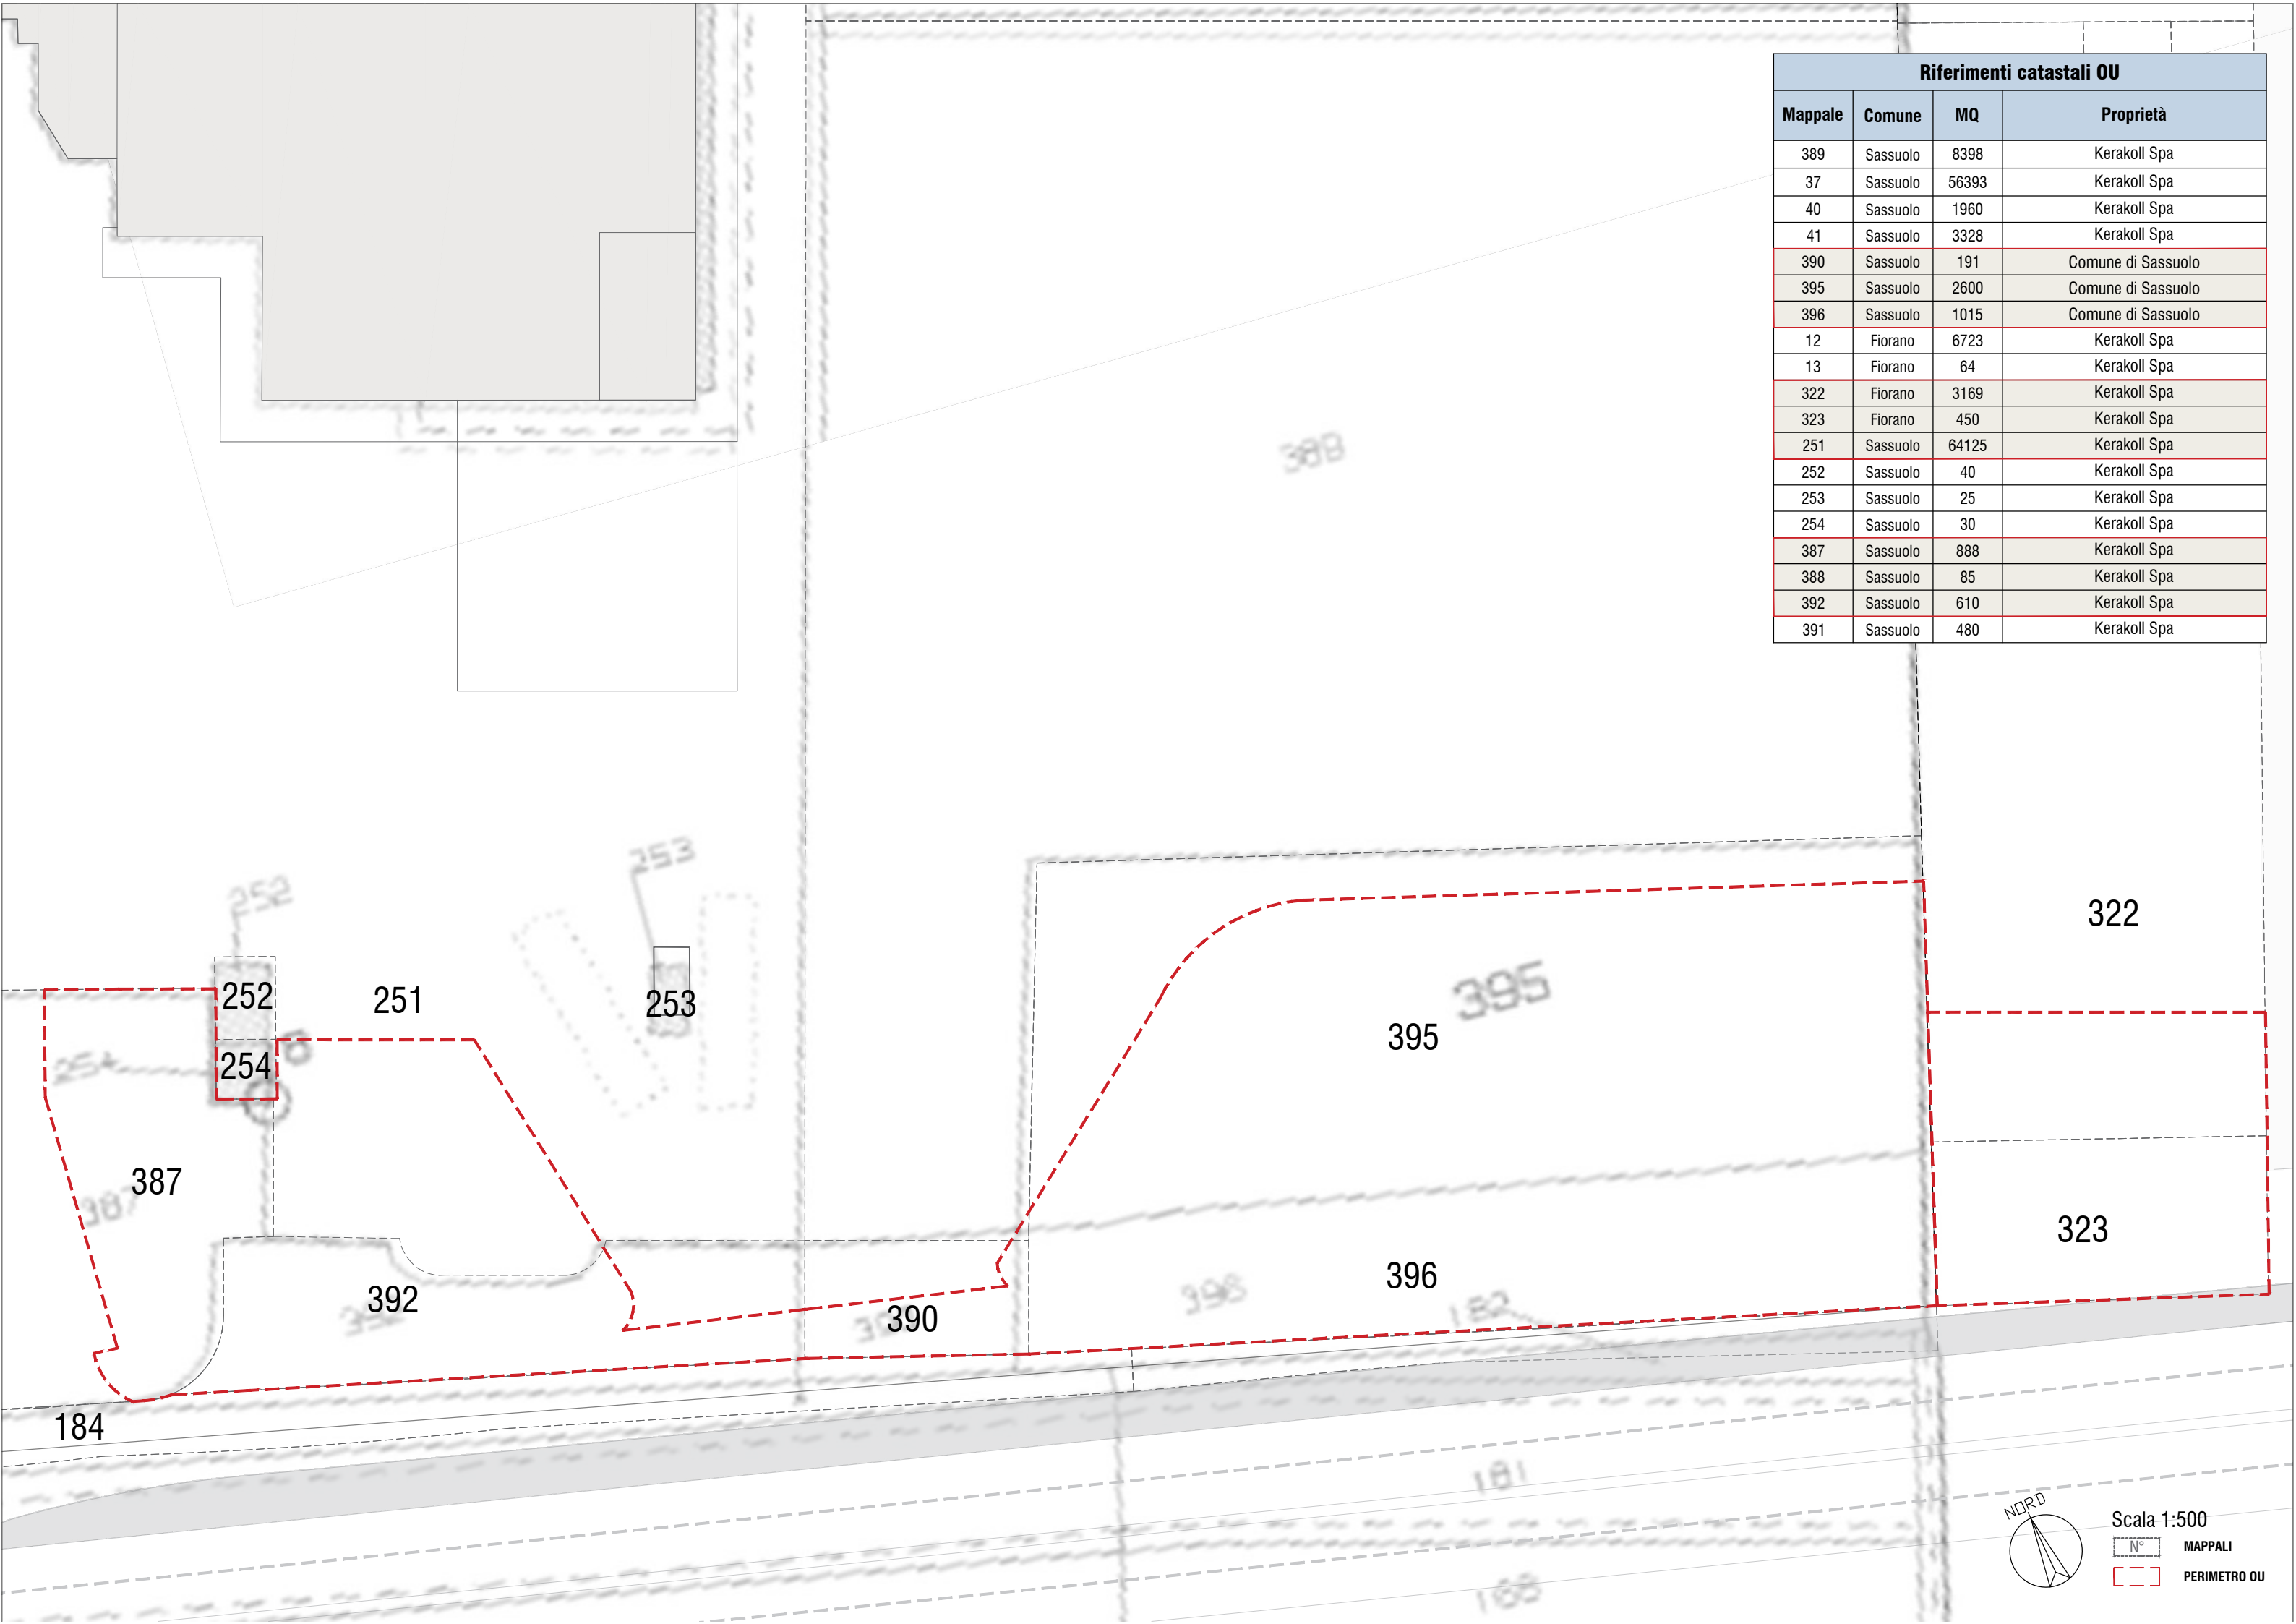 Riferimenti catastali OU
Mappale Comune MQ Proprietà
389 Sassuolo 8398 Kerakoll Spa
37 Sassuolo 56393 Kerakoll Spa
40 Sassuolo 1960 Kerakoll Spa
41 Sassuolo 3328 Kerakoll Spa
390 Sassuolo 191 Comune di Sassuolo
395 Sassuolo 2600 Comune di Sassuolo
396 Sassuolo 1015 Comune di Sassuolo
12 Fiorano 6723 Kerakoll Spa
13 Fiorano 64 Kerakoll Spa
322 Fiorano 3169 Kerakoll Spa
323 Fiorano 450 Kerakoll Spa
251 Sassuolo 64125 Kerakoll Spa
252 Sassuolo 40 Kerakoll Spa
253 Sassuolo 25 Kerakoll Spa
254 Sassuolo 30 Kerakoll Spa
387 Sassuolo 888 Kerakoll Spa
388 Sassuolo 85 Kerakoll Spa
392 Sassuolo 610 Kerakoll Spa
391 Sassuolo 480 Kerakoll Spa
253
252
322
252
251
253
395
395
254
254
387
387
323
392
396
390
182
184
181
NORD
Scala 1:500
N° MAPPALI
PERIMETRO OU